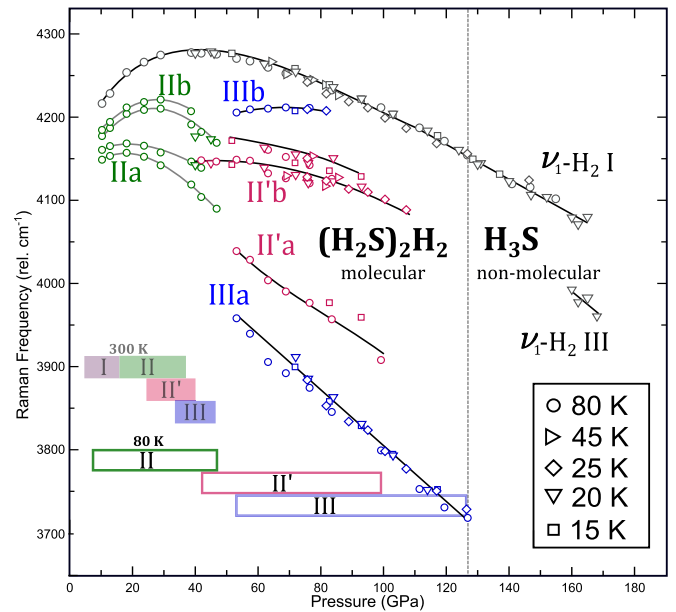 4300
4200
4100
4000
3900
3800
3700
Raman Frequency (rel. cm⁻¹)
IIb
IIIb
IIa
II'b
ν₁-H₂ I
II'a
(H₂S)₂H₂
molecular
H₃S
non-molecular
IIIa
ν₁-H₂ III
300 K
I
II
II'
III
80 K
II
II'
III
80 K
45 K
25 K
20 K
15 K
0
20
40
60
80
100
120
140
160
180
Pressure (GPa)